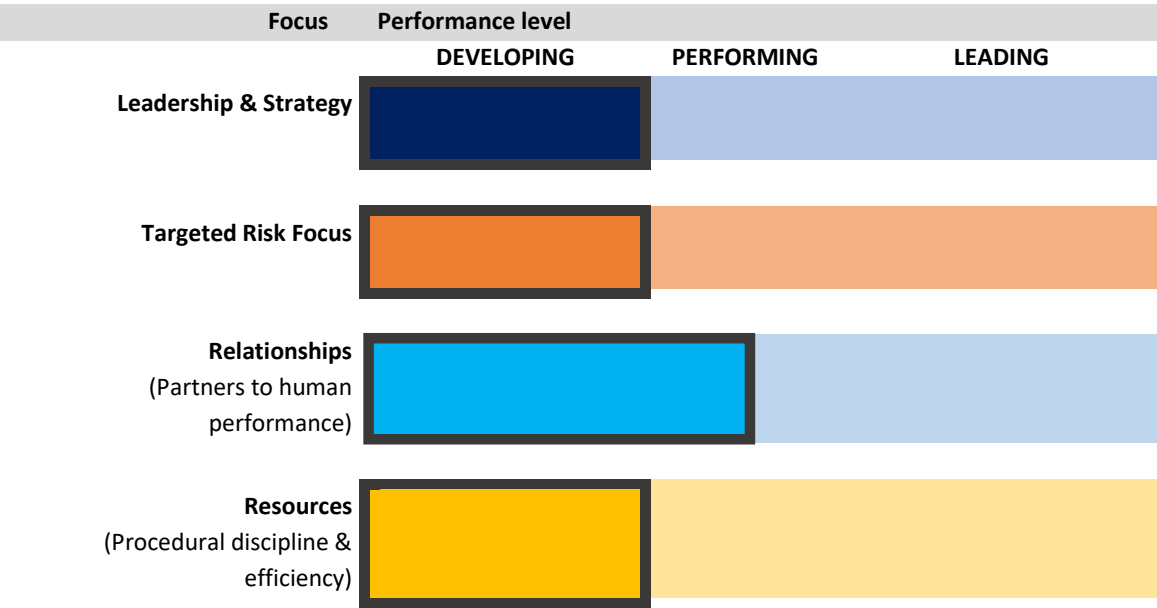 Focus Performance level
DEVELOPING PERFORMING LEADING
Leadership & Strategy
Targeted Risk Focus
Relationships
(Partners to human
performance)
Resources
(Procedural discipline &
efficiency)